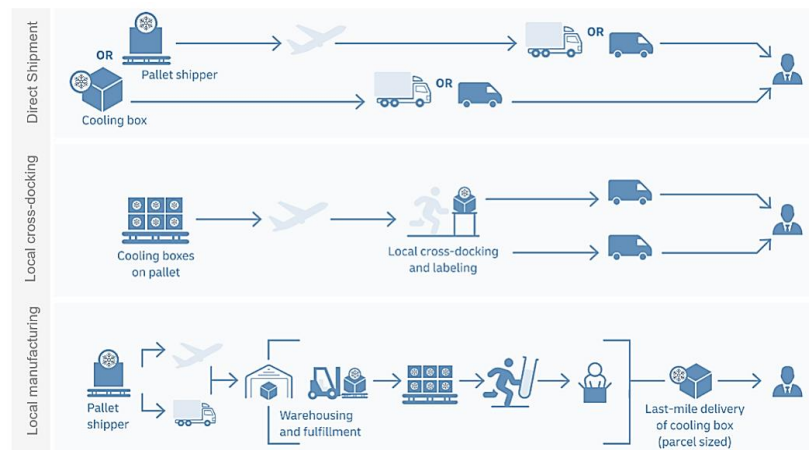 Direct Shipment
OR
Pallet shipper
Cooling box
OR
OR
Local cross-docking
Cooling boxes
on pallet
Local cross-docking
and labeling
Local manufacturing
Pallet
shipper
Warehousing
and fulfillment
Last-mile delivery
of cooling box
(parcel sized)